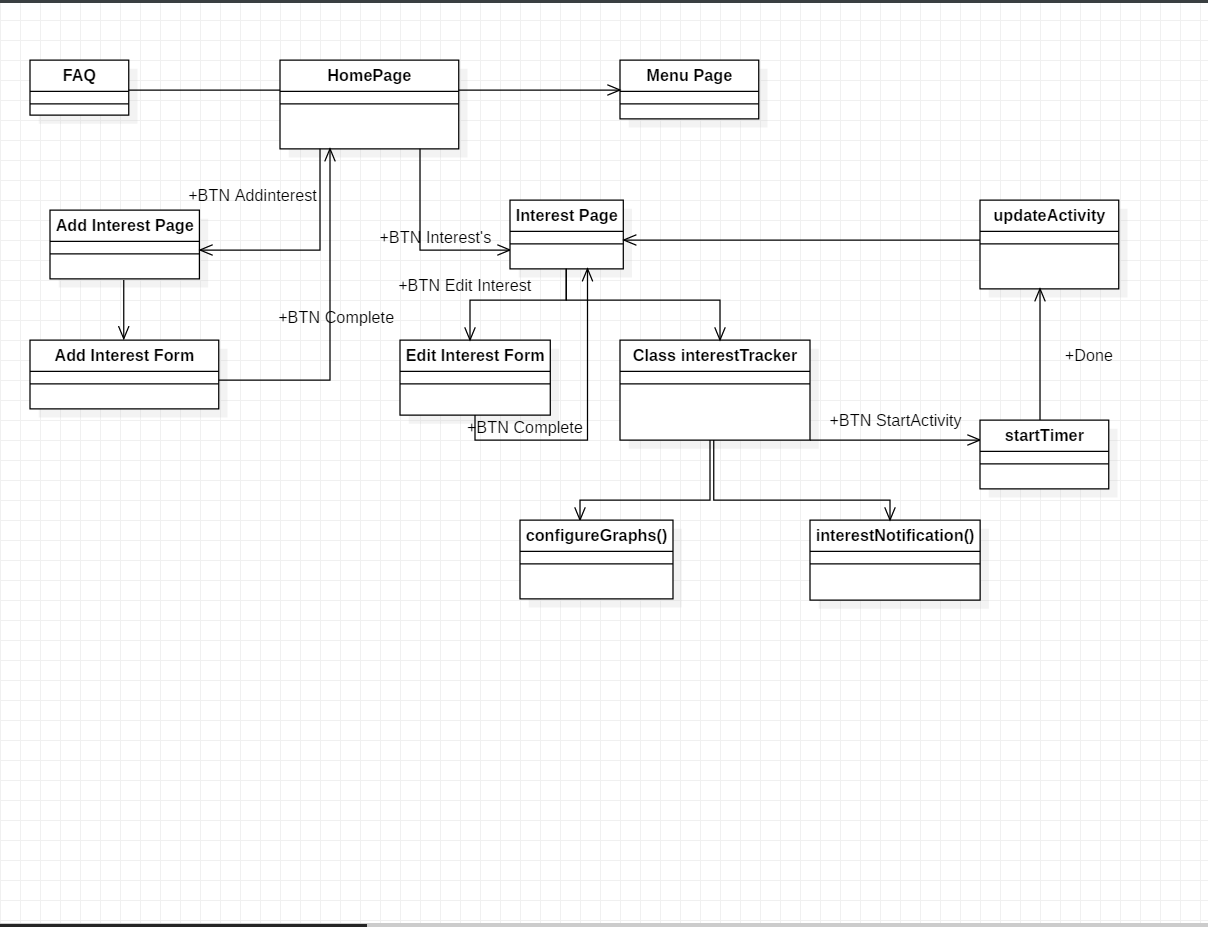 FAQ
HomePage
Menu Page
+BTN Addinterest
Add Interest Page
Interest Page
updateActivity
+BTN Interest's
+BTN Edit Interest
+BTN Complete
Add Interest Form
Edit Interest Form
Class interestTracker
+Done
+BTN Complete
+BTN StartActivity
startTimer
configureGraphs()
interestNotification()